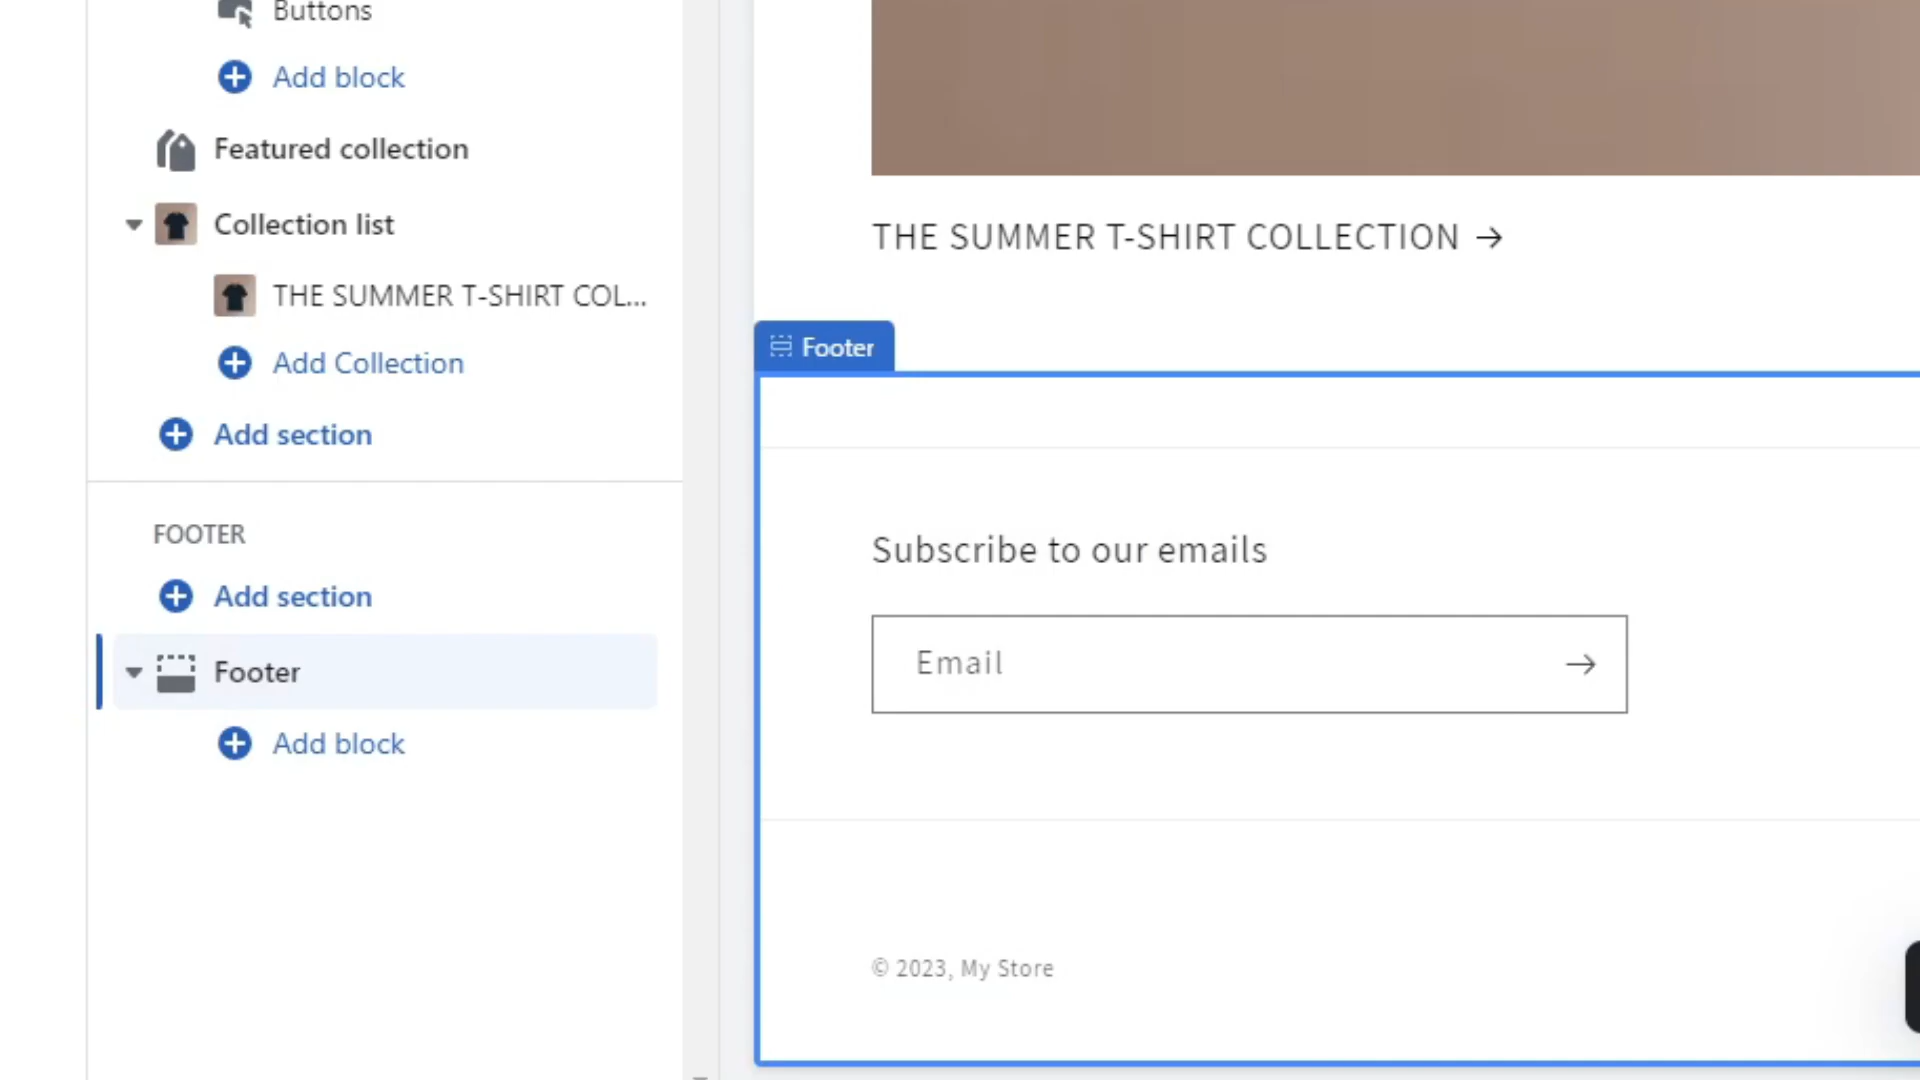 Buttons
Add block
Featured collection
Collection list
THE SUMMER T-SHIRT COL...
Add Collection
Add section
FOOTER
Add section
Footer
Add block
THE SUMMER T-SHIRT COLLECTION →
Footer
Subscribe to our emails
Email →
© 2023, My Store